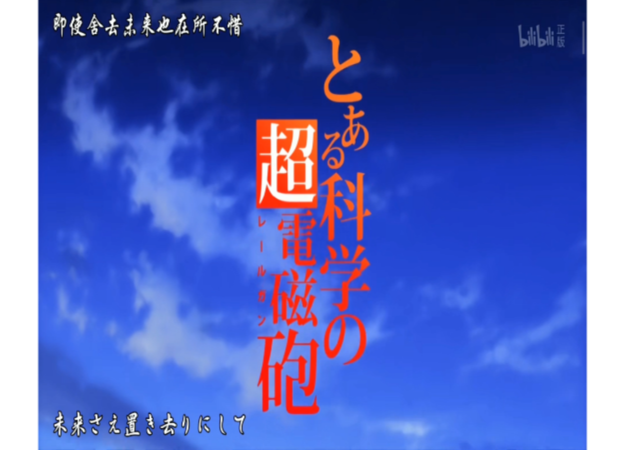 即使舍去未来也在所不惜
bilibili 正版
とある科学の
超電磁砲
レールガン
未来さえ置き去りにして